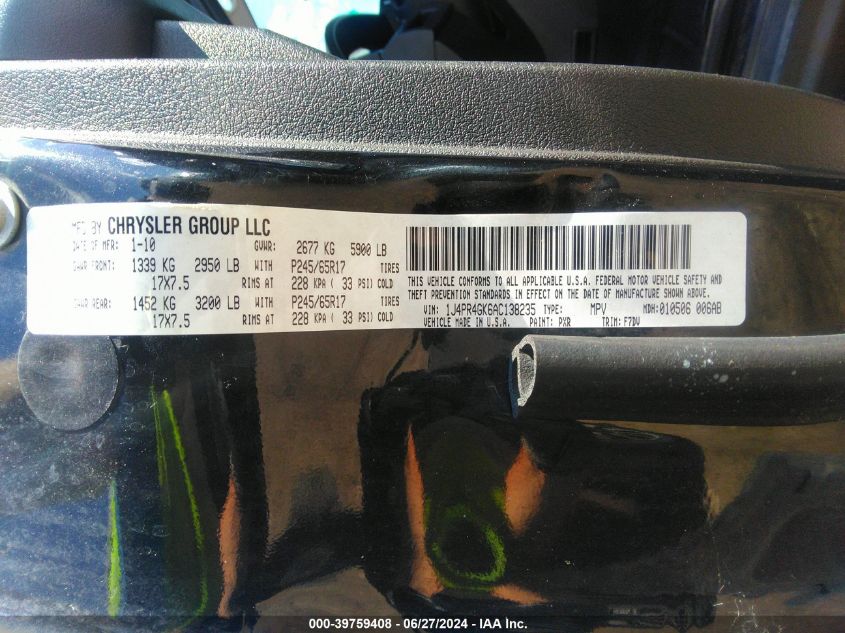 MFD BY CHRYSLER GROUP LLC
DATE OF MFR: 1-10 GVWR: 2677 KG 5900 LB
GAWR FRONT: 1339 KG 2950 LB WITH P245/65R17 TIRES
17X7.5 RIMS AT 228 KPA ( 33 PSI) COLD
GAWR REAR: 1452 KG 3200 LB WITH P245/65R17 TIRES
17X7.5 RIMS AT 228 KPA ( 33 PSI) COLD
THIS VEHICLE CONFORMS TO ALL APPLICABLE U.S.A. FEDERAL MOTOR VEHICLE SAFETY AND
THEFT PREVENTION STANDARDS IN EFFECT ON THE DATE OF MANUFACTURE SHOWN ABOVE.
VIN: 1J4PR4GK6AC138235 TYPE: MPV MDH:010506 006AB
VEHICLE MADE IN U.S.A. PAINT: PXR TRIM: F7DV
000-39759408 - 06/27/2024 - IAA Inc.